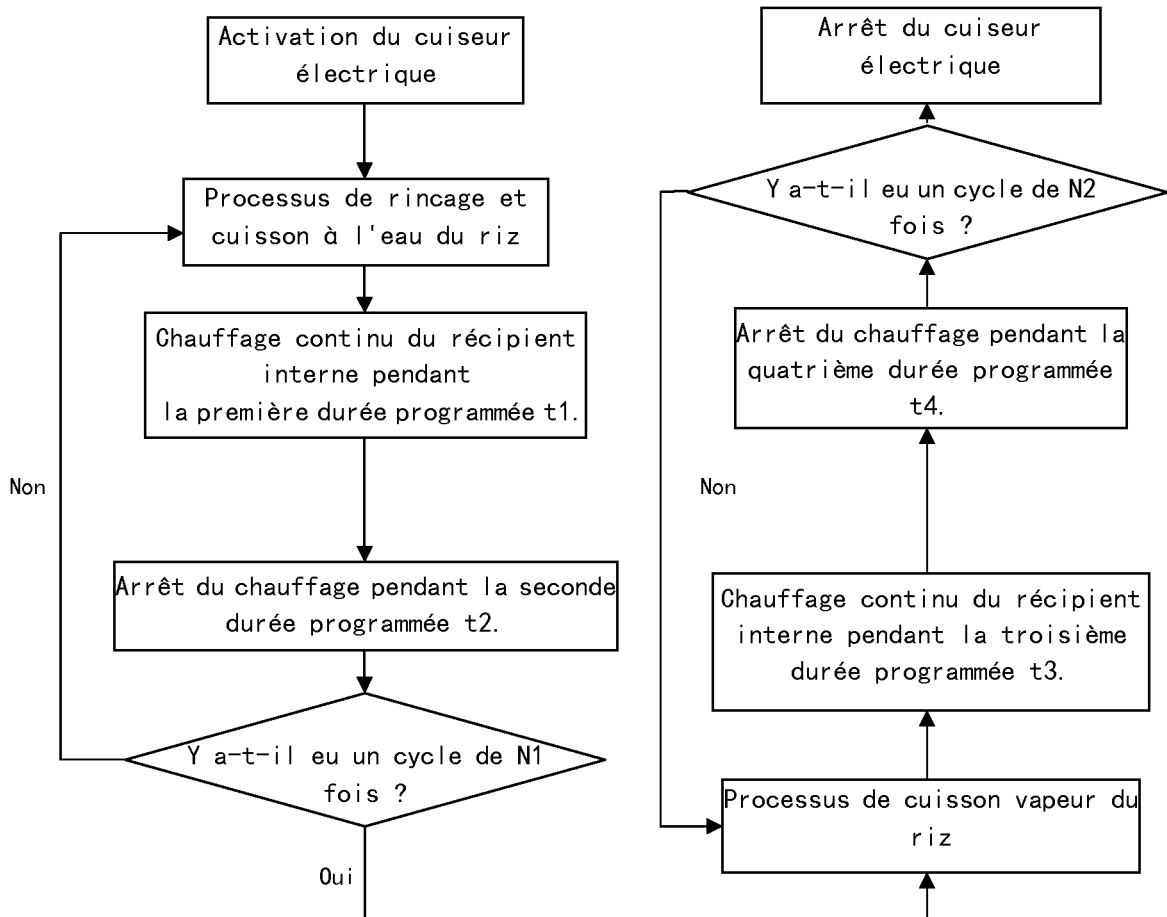 Activation du cuiseur
électrique
Processus de rincage et
cuisson à l'eau du riz
Chauffage continu du récipient
interne pendant
la première durée programmée t1.
Non
Arrêt du chauffage pendant la seconde
durée programmée t2.
Y a-t-il eu un cycle de N1
fois ?
Oui
Arrêt du cuiseur
électrique
Y a-t-il eu un cycle de N2
fois ?
Arrêt du chauffage pendant la
quatrième durée programmée
t4.
Non
Chauffage continu du récipient
interne pendant la troisième
durée programmée t3.
Processus de cuisson vapeur du
riz